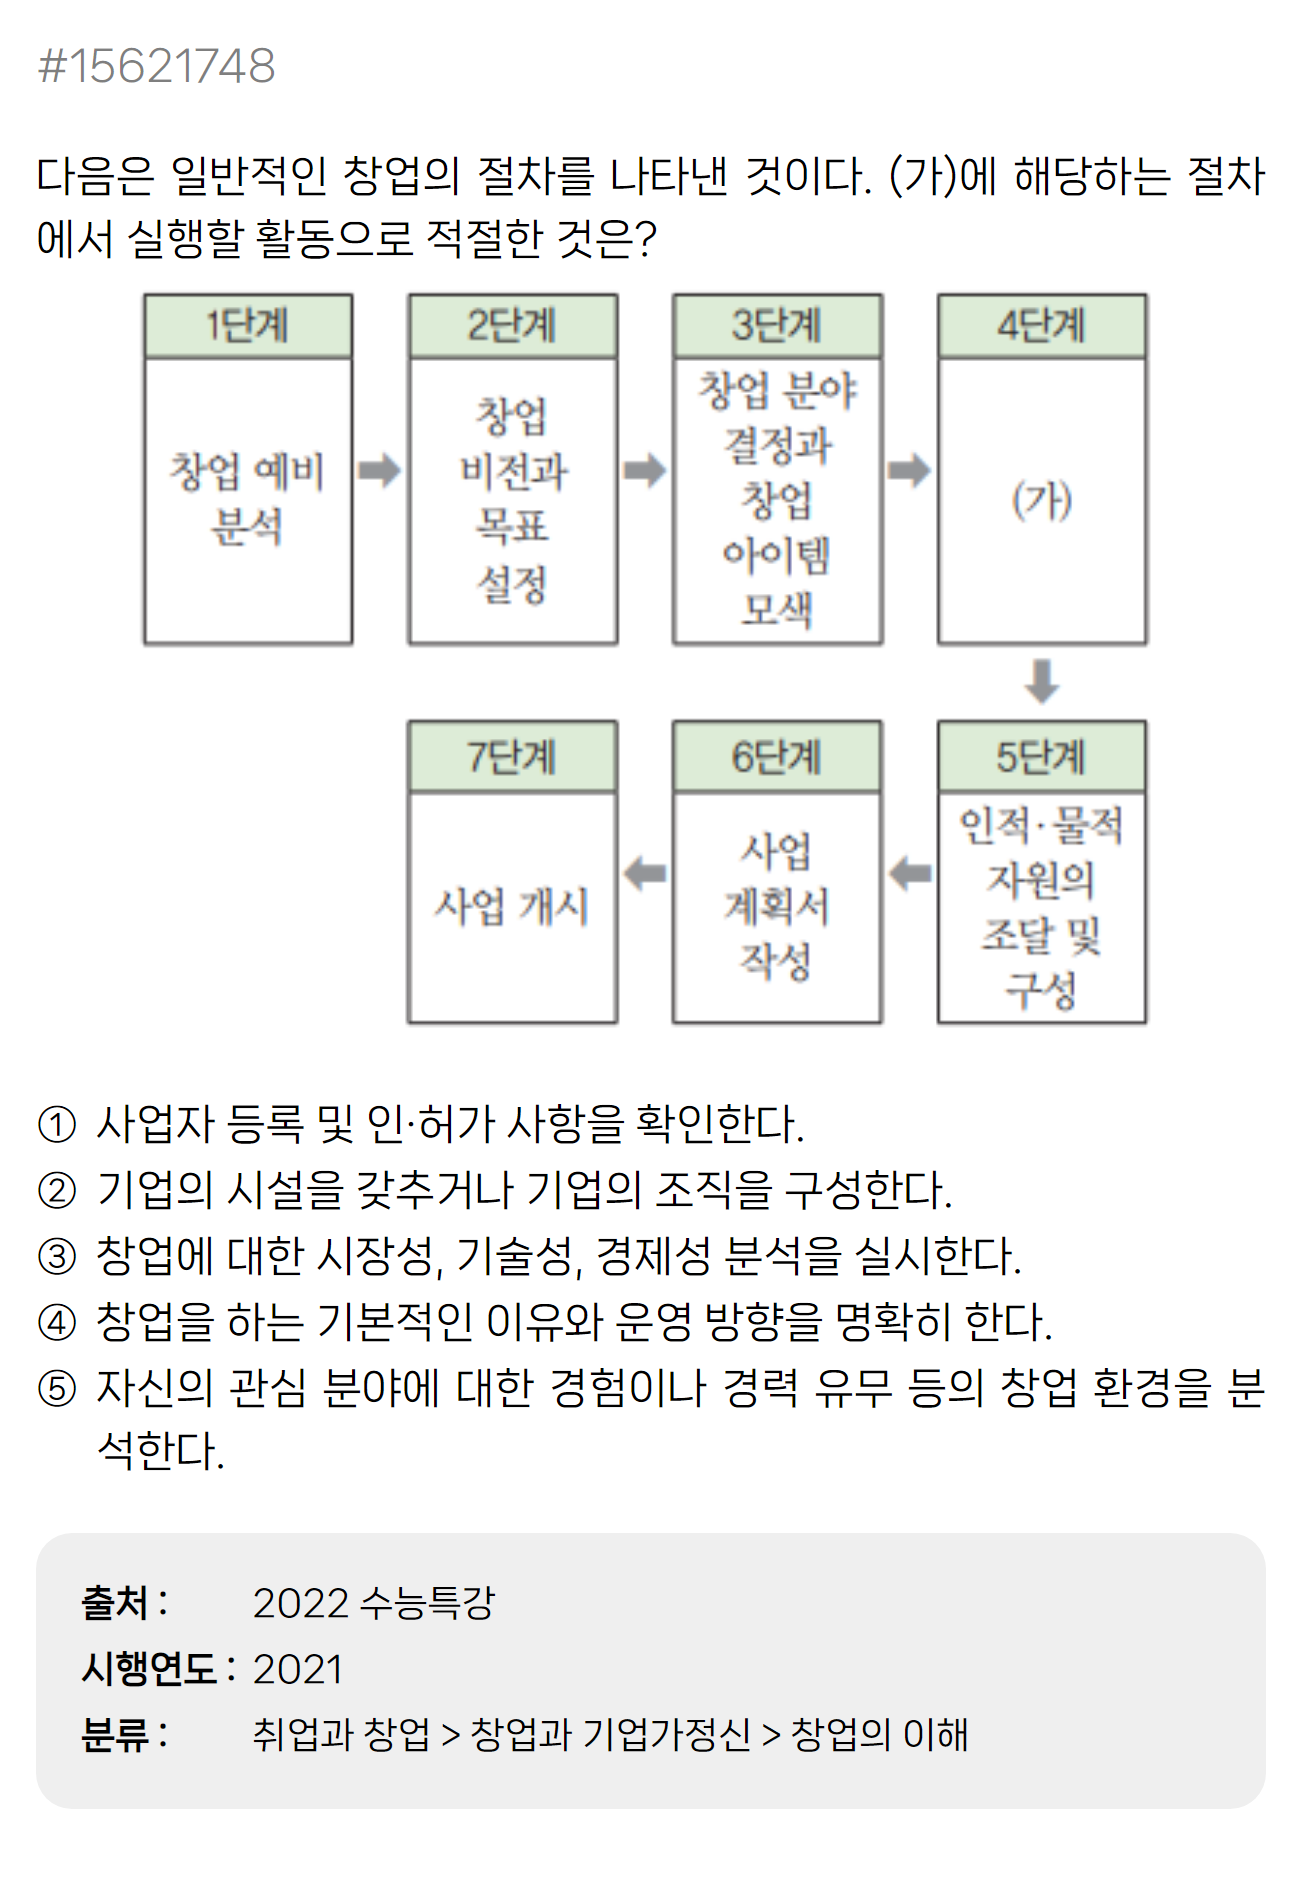 #15621748
다음은 일반적인 창업의 절차를 나타낸 것이다. (가)에 해당하는 절차
에서 실행할 활동으로 적절한 것은?
1단계
창업 예비
분석
2단계
창업
비전과
목표
설정
3단계
창업 분야
결정과
창업
아이템
모색
4단계
(가)
5단계
인적·물적
자원의
조달 및
구성
6단계
사업
계획서
작성
7단계
사업 개시
① 사업자 등록 및 인·허가 사항을 확인한다.
② 기업의 시설을 갖추거나 기업의 조직을 구성한다.
③ 창업에 대한 시장성, 기술성, 경제성 분석을 실시한다.
④ 창업을 하는 기본적인 이유와 운영 방향을 명확히 한다.
⑤ 자신의 관심 분야에 대한 경험이나 경력 유무 등의 창업 환경을 분
석한다.
출처 : 2022 수능특강
시행연도 : 2021
분류 : 취업과 창업 > 창업과 기업가정신 > 창업의 이해